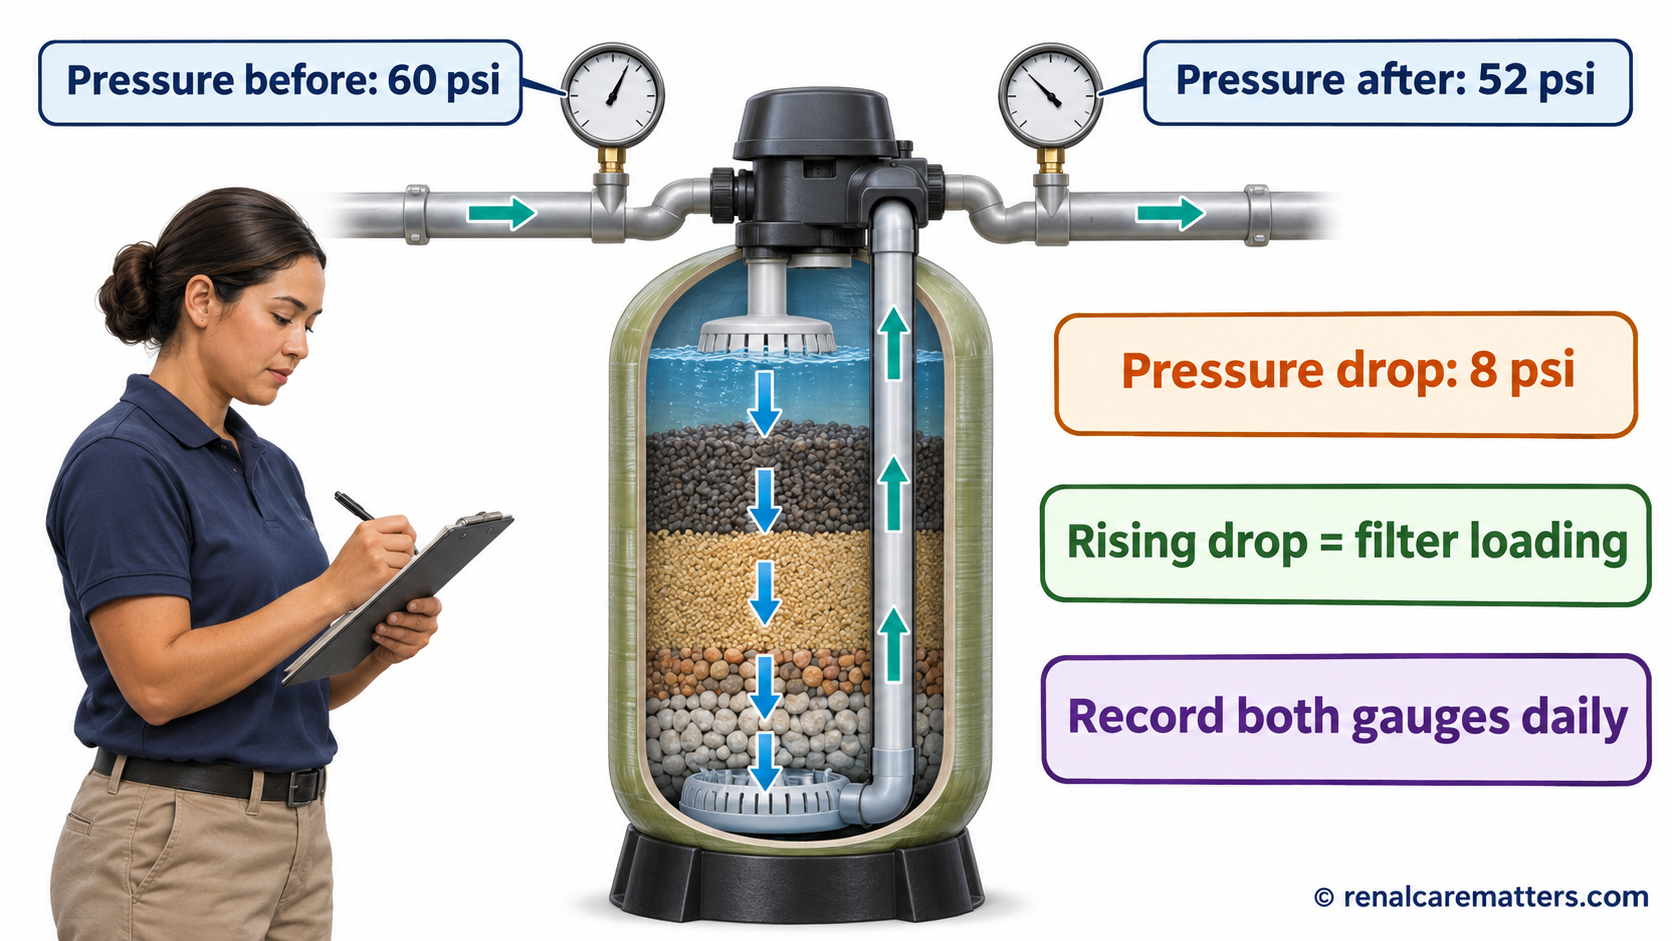 Pressure before: 60 psi
Pressure after: 52 psi
Pressure drop: 8 psi
Rising drop = filter loading
Record both gauges daily
© renalcarematters.com